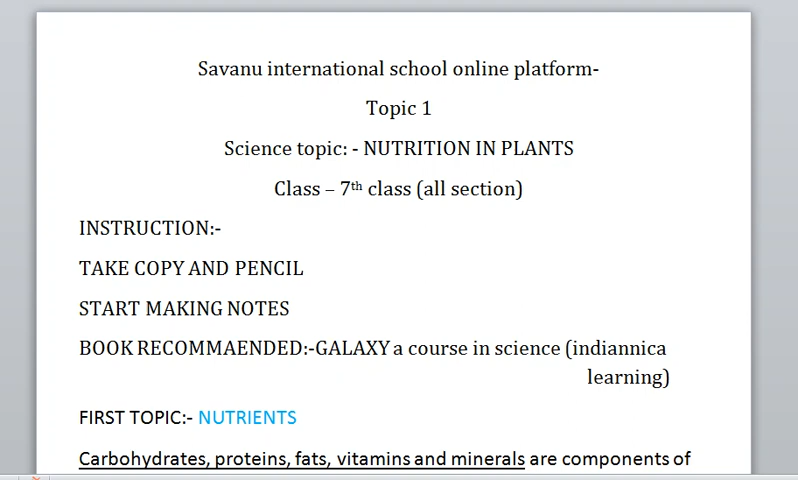 Savanu international school online platform-
Topic 1
Science topic: - NUTRITION IN PLANTS
Class – 7th class (all section)
INSTRUCTION:-
TAKE COPY AND PENCIL
START MAKING NOTES
BOOK RECOMMAENDED:-GALAXY a course in science (indiannica
learning)
FIRST TOPIC:- NUTRIENTS
Carbohydrates, proteins, fats, vitamins and minerals are components of